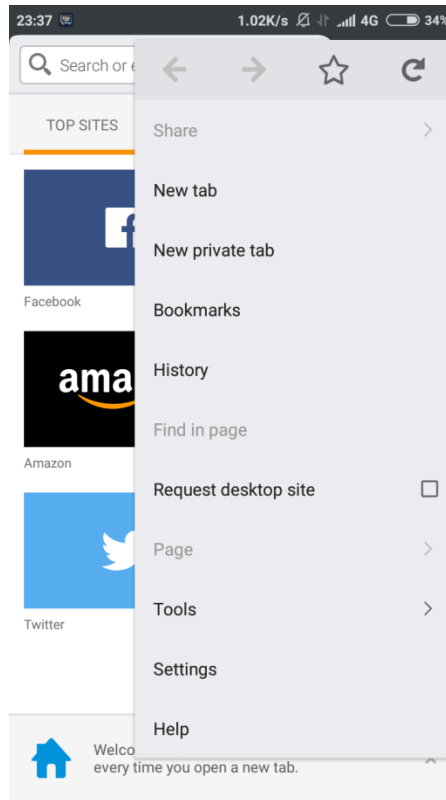 23:37 1.02K/s 4G 34%
Search or e
TOP SITES
Share
New tab
New private tab
Bookmarks
Facebook
History
ama
Find in page
Amazon
Request desktop site
Page
Tools
Twitter
Settings
Help
Welco
every time you open a new tab.